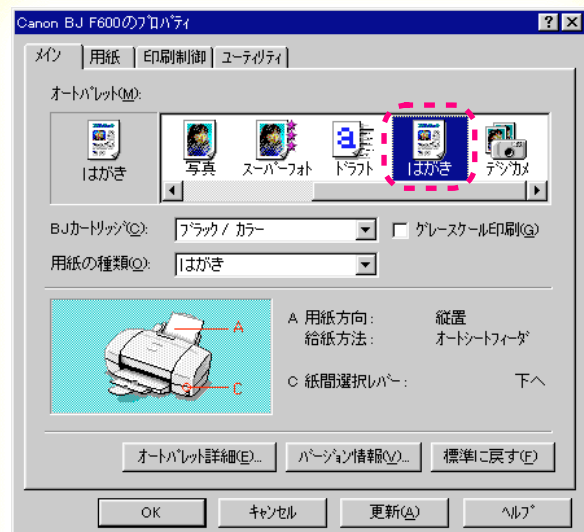 Canon BJ F600のﾌﾟﾛﾊﾟﾃｨ
ﾒｲﾝ 用紙 印刷制御 ﾕｰﾃｨﾘﾃｨ
ｵｰﾄﾊﾟﾚｯﾄ(M):
はがき 写真 ｽｰﾊﾟｰﾌｫﾄ ﾄﾞﾗﾌﾄ はがき ﾃﾞｼﾞｶﾒ
BJｶｰﾄﾘｯｼﾞ(C): ﾌﾞﾗｯｸ / ｶﾗｰ ｸﾞﾚｰｽｹｰﾙ印刷(G)
用紙の種類(O): はがき
A 用紙方向: 縦置
給紙方法: ｵｰﾄｼｰﾄﾌｨｰﾀﾞ
C 紙間選択ﾚﾊﾞｰ: 下へ
A
C
ｵｰﾄﾊﾟﾚｯﾄ詳細(E)... ﾊﾞｰｼﾞｮﾝ情報(V)... 標準に戻す(F)
OK ｷｬﾝｾﾙ 更新(A) ﾍﾙﾌﾟ